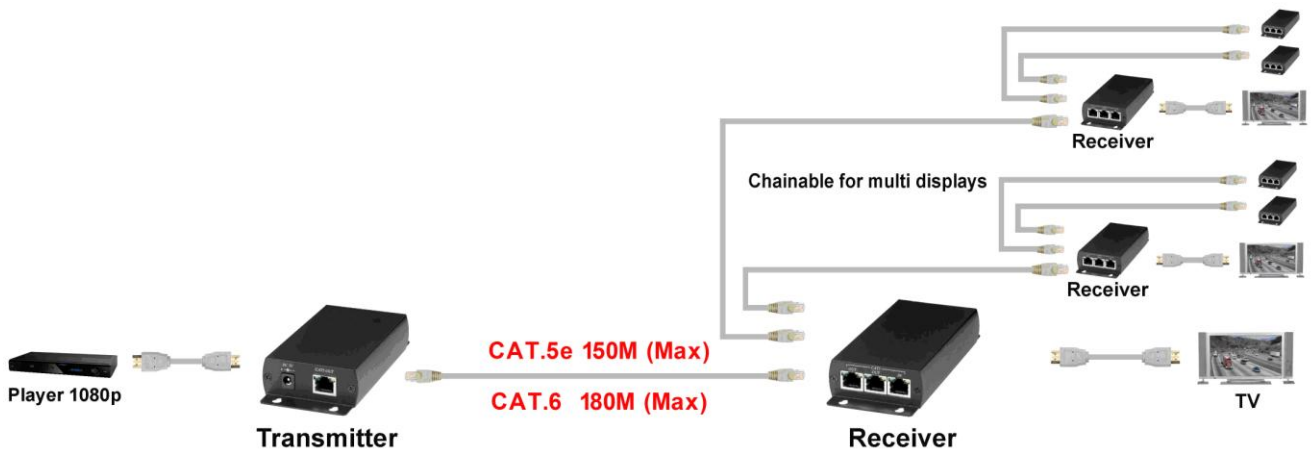 Receiver
Chainable for multi displays
Receiver
CAT.5e 150M (Max)
CAT.6 180M (Max)
Player 1080p
Transmitter
Receiver
TV